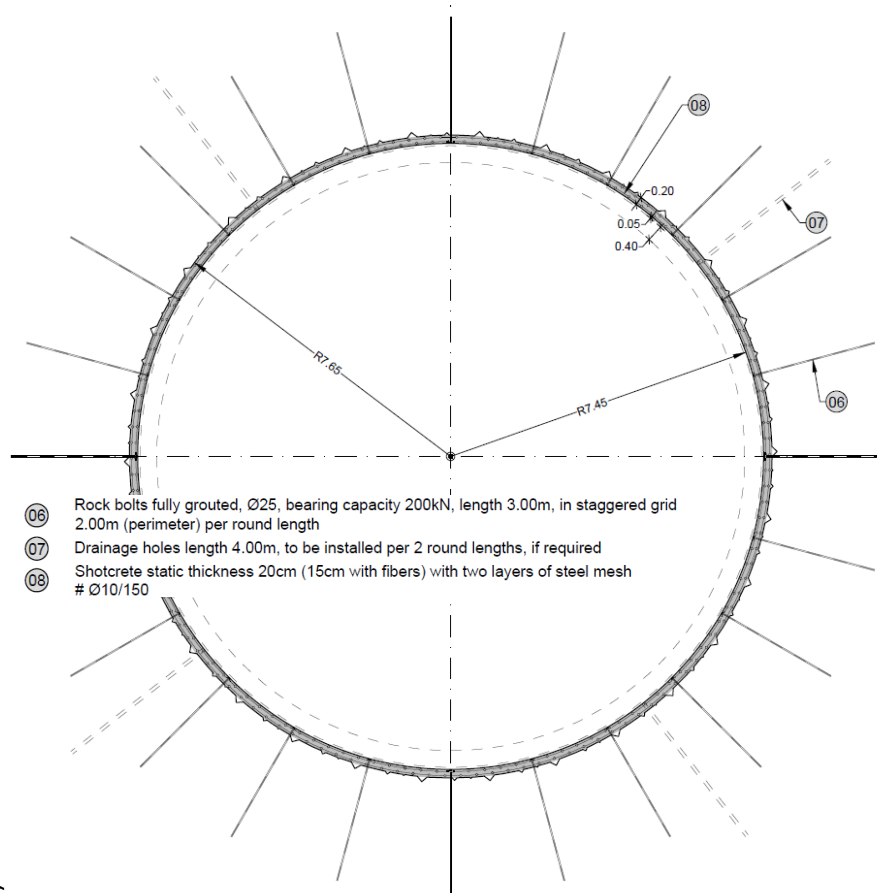 08
0.20
0.05
0.40
07
R7.65
R7.45
06
06 Rock bolts fully grouted, Ø25, bearing capacity 200kN, length 3.00m, in staggered grid
2.00m (perimeter) per round length
07 Drainage holes length 4.00m, to be installed per 2 round lengths, if required
08 Shotcrete static thickness 20cm (15cm with fibers) with two layers of steel mesh
# Ø10/150